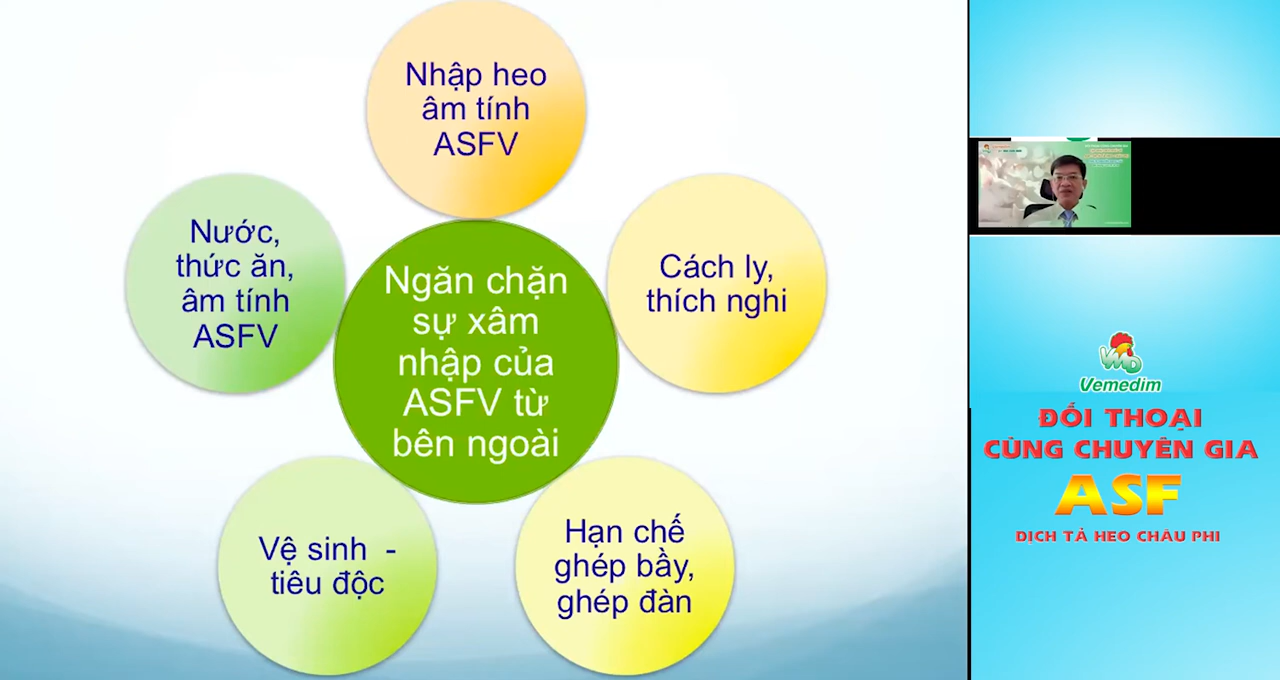 Nhập heo
âm tính
ASFV
Nước,
thức ăn,
âm tính
ASFV
Cách ly,
thích nghi
Ngăn chặn
sự xâm
nhập của
ASFV từ
bên ngoài
Vệ sinh -
tiêu độc
Hạn chế
ghép bầy,
ghép đàn
VMD
Vemedim
ĐỐI THOẠI
CÙNG CHUYÊN GIA
ASF
DỊCH TẢ HEO CHÂU PHI